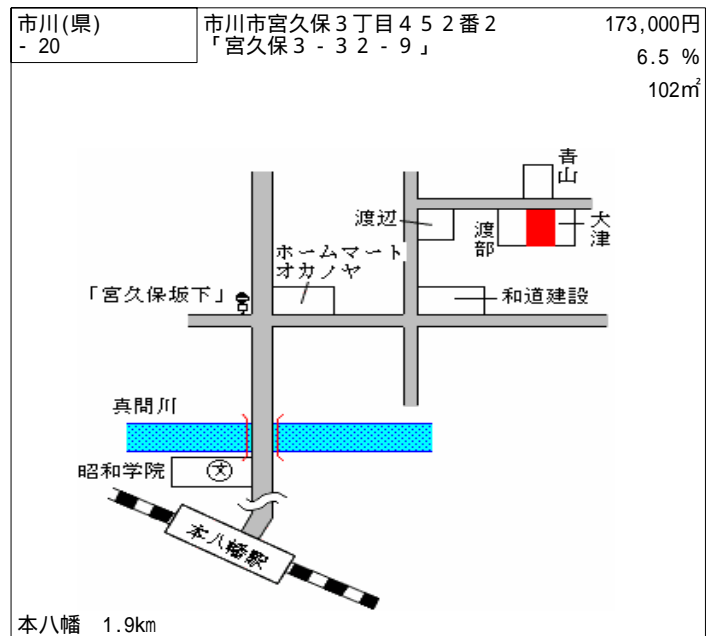 市川(県)
- 20
市川市宮久保3丁目452番2
「宮久保3-32-9」
173,000円
6.5 %
102㎡
青山
渡辺
渡部
大津
ホームマート
オカノヤ
「宮久保坂下」
和道建設
真間川
昭和学院
文
本八幡駅
本八幡 1.9km